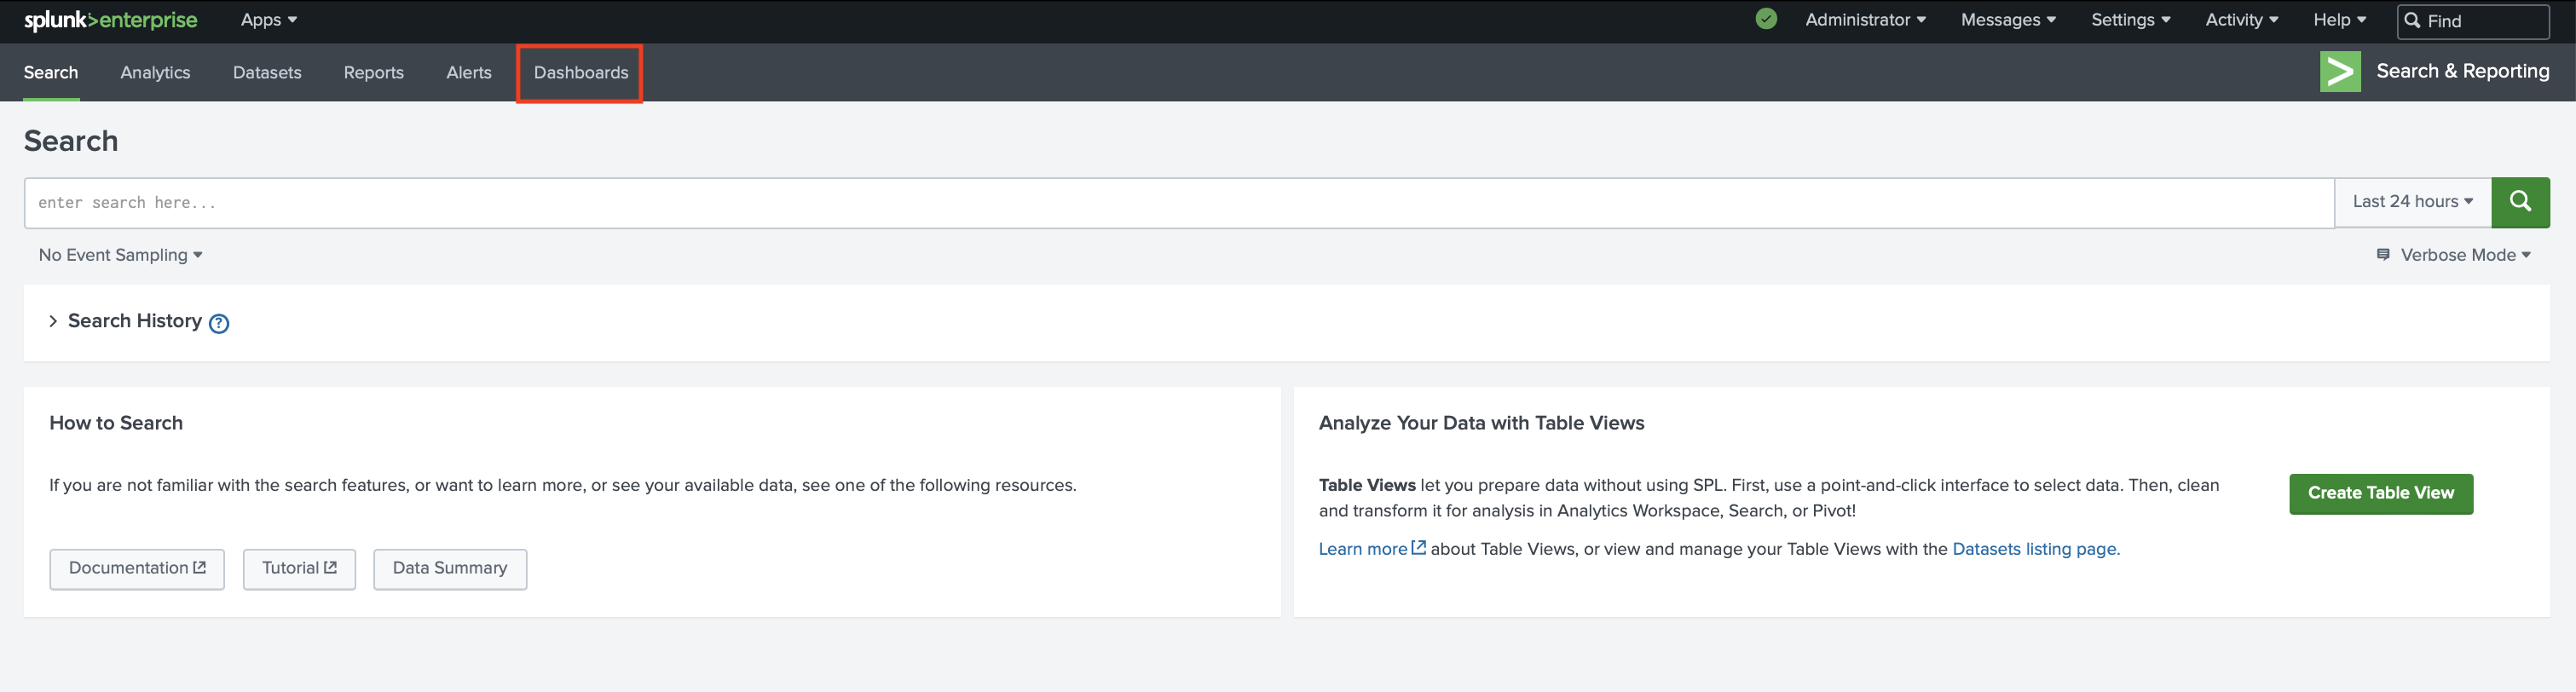 splunk>enterprise Apps Administrator Messages Settings Activity Help Find
Search Analytics Datasets Reports Alerts Dashboards Search & Reporting
Search
enter search here... Last 24 hours
No Event Sampling Verbose Mode
Search History ?
How to Search
If you are not familiar with the search features, or want to learn more, or see your available data, see one of the following resources.
Documentation Tutorial Data Summary
Analyze Your Data with Table Views
Table Views let you prepare data without using SPL. First, use a point-and-click interface to select data. Then, clean
and transform it for analysis in Analytics Workspace, Search, or Pivot!
Learn more about Table Views, or view and manage your Table Views with the Datasets listing page.
Create Table View